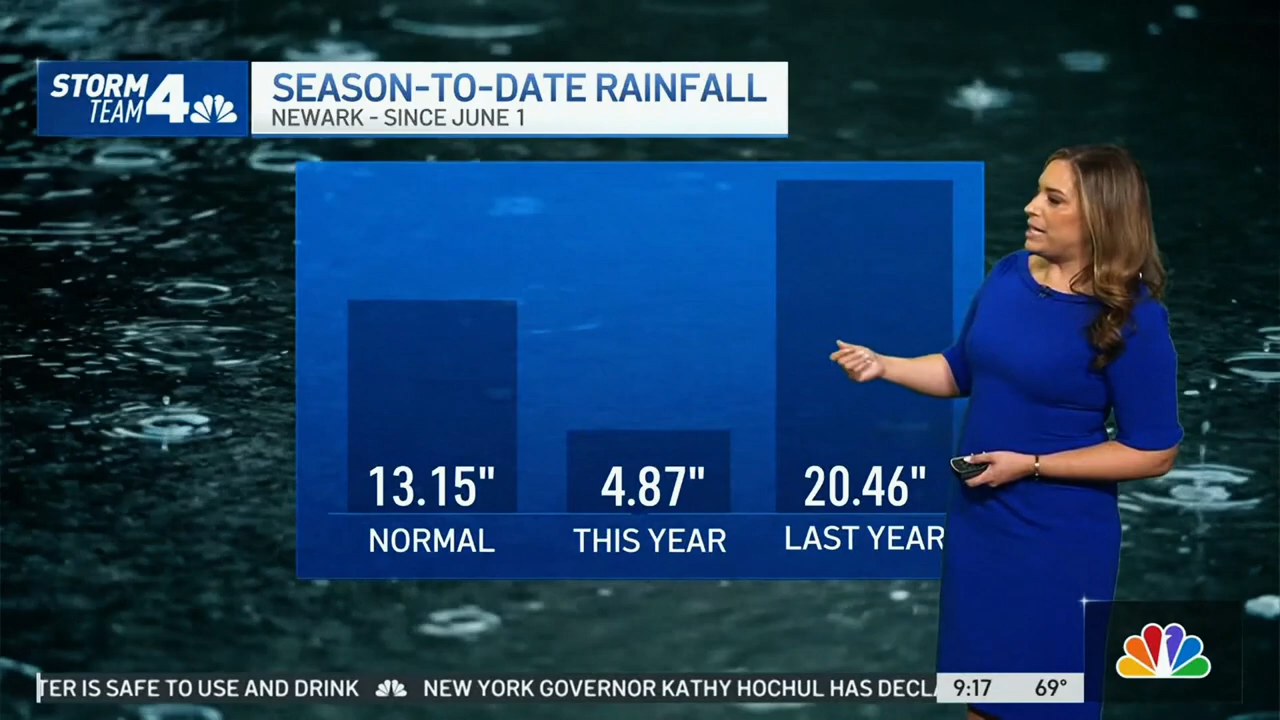 STORM
TEAM 4
SEASON-TO-DATE RAINFALL
NEWARK - SINCE JUNE 1
13.15" 4.87" 20.46"
NORMAL THIS YEAR LAST YEAR
TER IS SAFE TO USE AND DRINK NEW YORK GOVERNOR KATHY HOCHUL HAS DECLA 9:17 69°